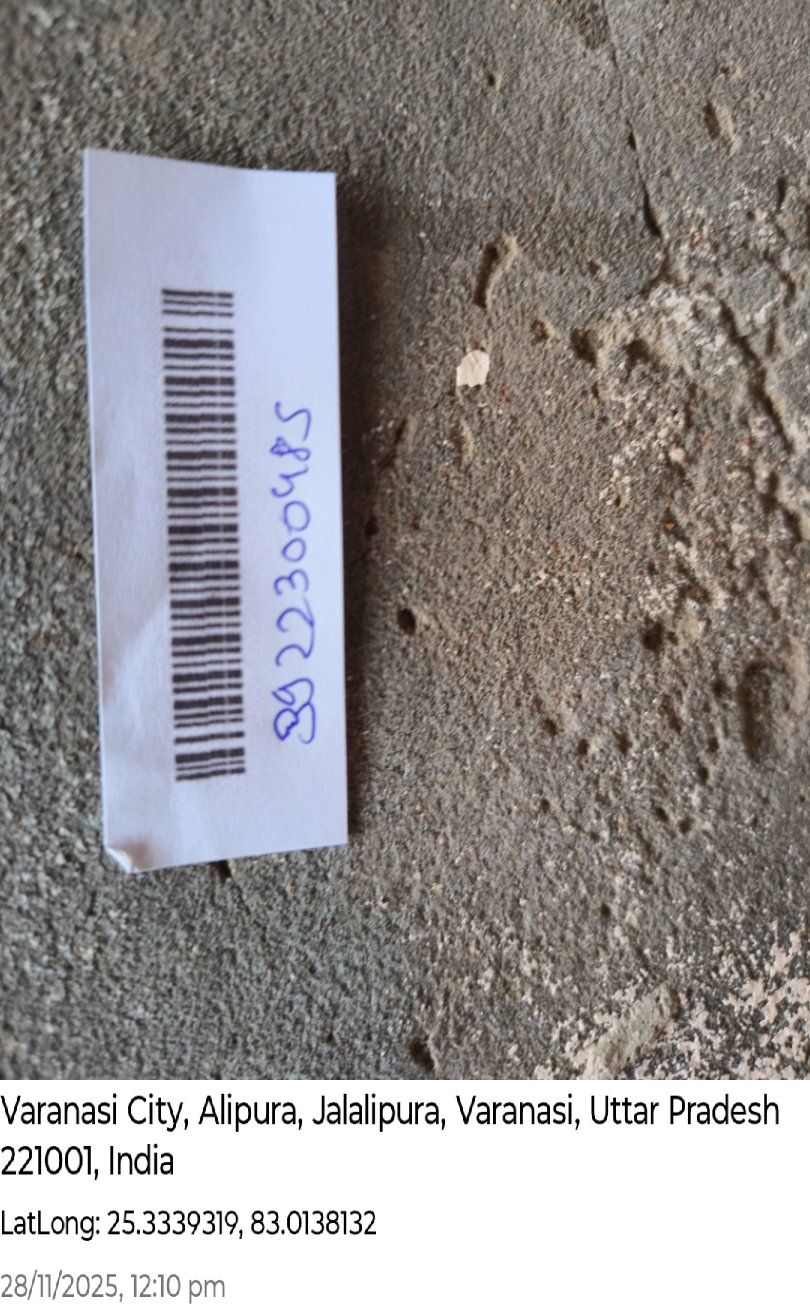 3922300485
Varanasi City, Alipura, Jalalipura, Varanasi, Uttar Pradesh
221001, India
LatLong: 25.3339319, 83.0138132
28/11/2025, 12:10 pm